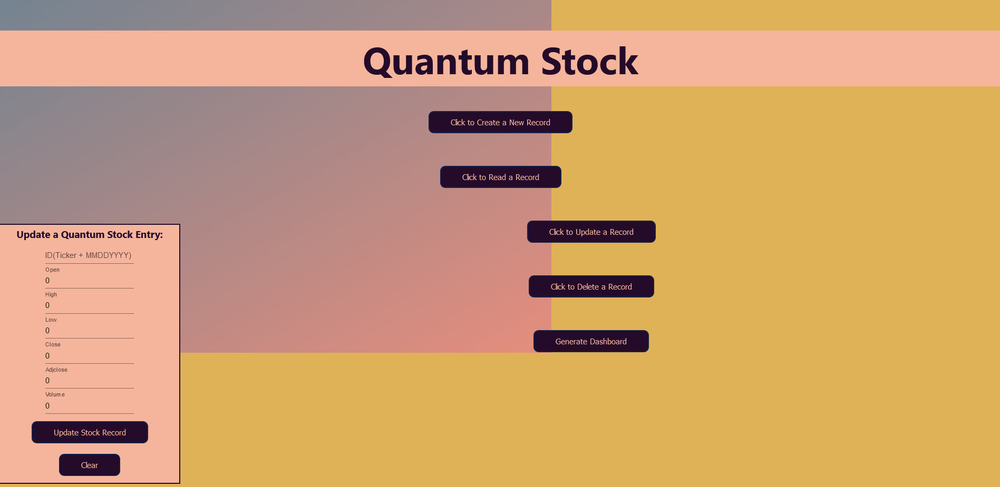 Quantum Stock
Click to Create a New Record
Click to Read a Record
Click to Update a Record
Click to Delete a Record
Generate Dashboard
Update a Quantum Stock Entry:
ID(Ticker + MMDDYYYY)
Open
0
High
0
Low
0
Close
0
Adjclose
0
Volume
0
Update Stock Record
Clear